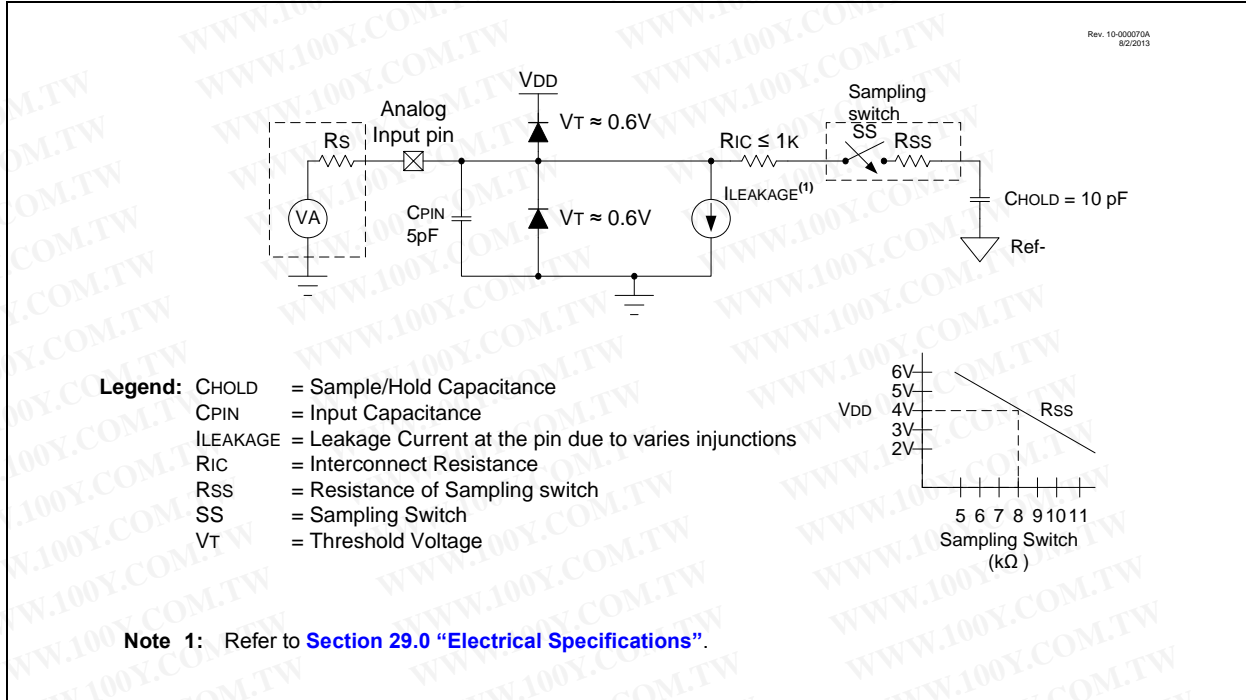 Rev. 10-000070A
8/2/2013
VDD
Sampling
switch
Analog
Input pin
VT ≈ 0.6V
RS
RIC ≤ 1K
SS
RSS
ILEAKAGE(1)
VA
CPIN
5pF
VT ≈ 0.6V
CHOLD = 10 pF
Ref-
Legend: CHOLD = Sample/Hold Capacitance
CPIN = Input Capacitance
ILEAKAGE = Leakage Current at the pin due to varies injunctions
RIC = Interconnect Resistance
RSS = Resistance of Sampling switch
SS = Sampling Switch
VT = Threshold Voltage
6V
5V
VDD 4V RSS
3V
2V
5 6 7 8 9 10 11
Sampling Switch
(kΩ )
Note 1: Refer to Section 29.0 “Electrical Specifications”.
WWW.100Y.COM.TW